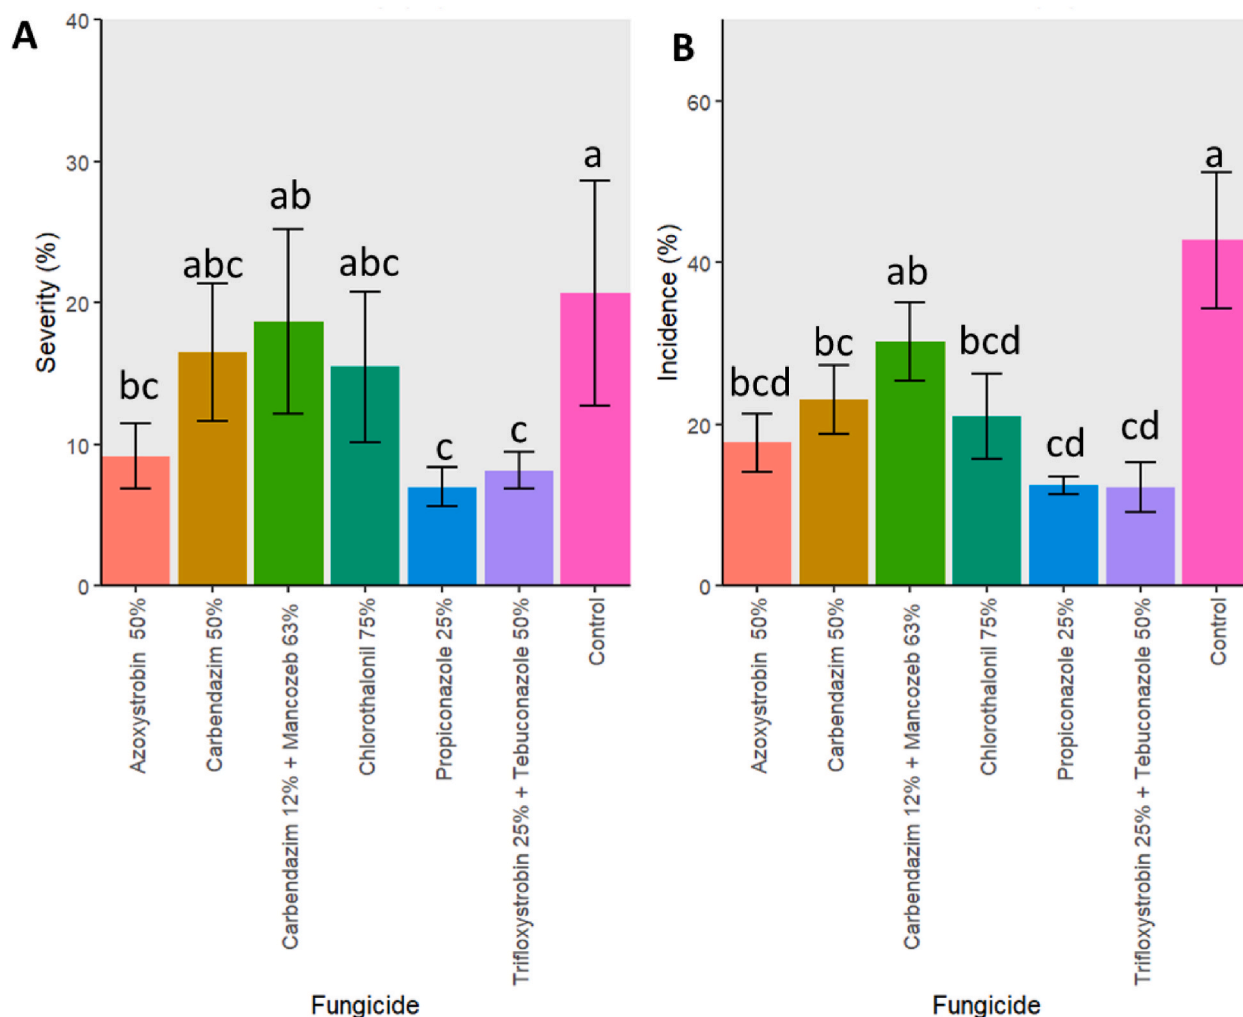 A
Severity (%)
40
30
20
10
0
bc
abc
ab
abc
c
c
a
Azoxystrobin  50%
Carbendazim 50%
Carbendazim 12% + Mancozeb 63%
Chlorothalonil 75%
Propiconazole 25%
Trifloxystrobin 25% + Tebuconazole 50%
Control
Fungicide
B
Incidence (%)
60
40
20
0
bcd
bc
ab
bcd
cd
cd
a
Azoxystrobin  50%
Carbendazim 50%
Carbendazim 12% + Mancozeb 63%
Chlorothalonil 75%
Propiconazole 25%
Trifloxystrobin 25% + Tebuconazole 50%
Control
Fungicide